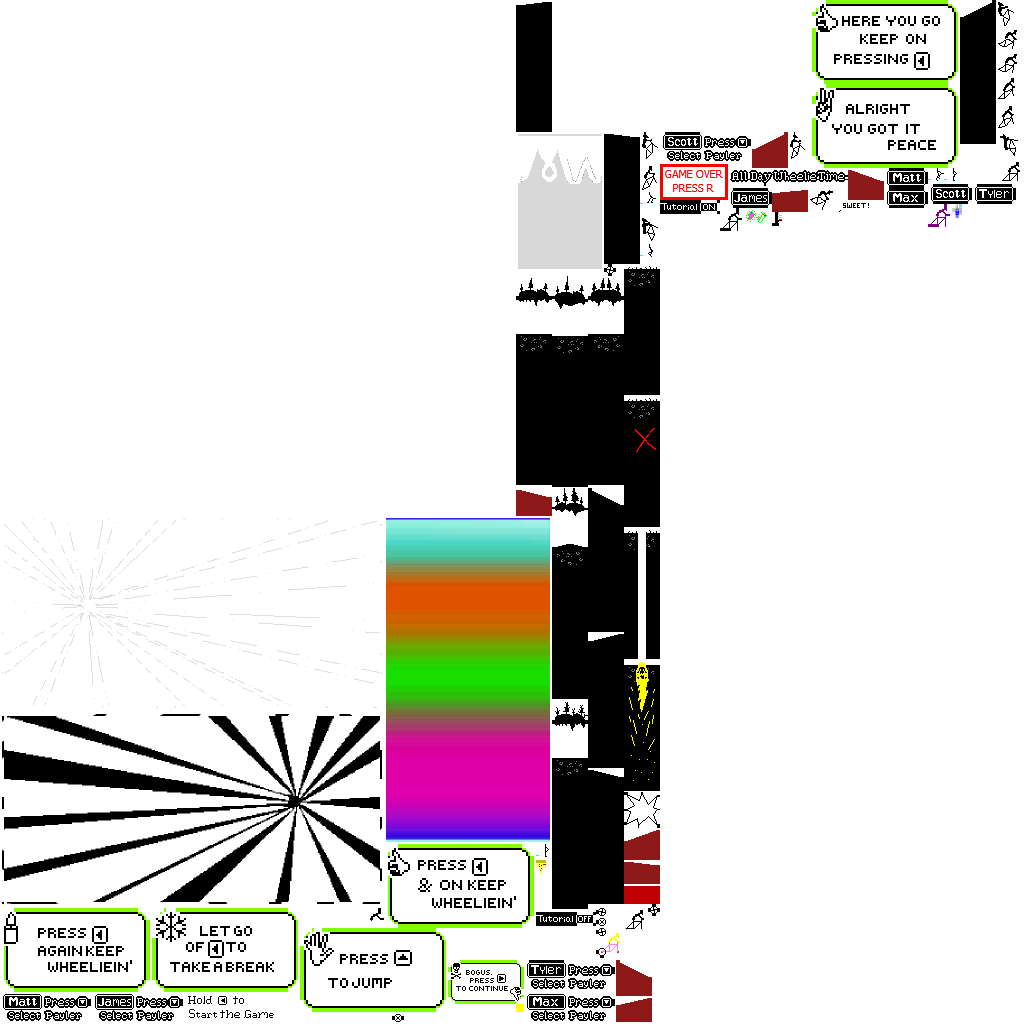 HERE YOU GO
KEEP ON
PRESSING
ALRIGHT
YOU GOT IT
PEACE
Scott Press
Select Payler
GAME OVER
PRESS R
All Day Wheelie Time
Matt
Max
Scott
Tyler
James
SWEET!
Tutorial ON
PRESS
& ON KEEP
WHEELIEIN'
Tutorial Off
PRESS
AGAIN KEEP
WHEELIEIN'
LET GO
OF TO
TAKE A BREAK
PRESS
TO JUMP
BOGUS.
PRESS
TO CONTINUE
Tyler Press
Select Payler
Matt Press
Select Payler
James Press
Select Payler
Hold to
Start the Game
Max Press
Select Payler